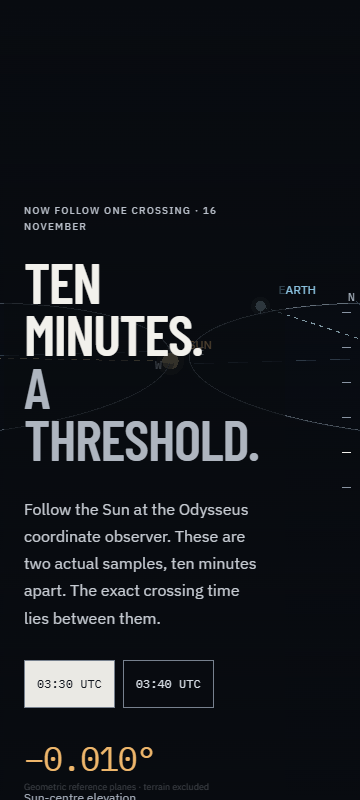 NOW FOLLOW ONE CROSSING · 16
NOVEMBER
TEN
EARTH
N
MINUTES.
SUN
W
A
THRESHOLD.
Follow the Sun at the Odysseus
coordinate observer. These are
two actual samples, ten minutes
apart. The exact crossing time
lies between them.
03:30 UTC
03:40 UTC
−0.010°
Geometric reference planes · terrain excluded
Sun-centre elevation